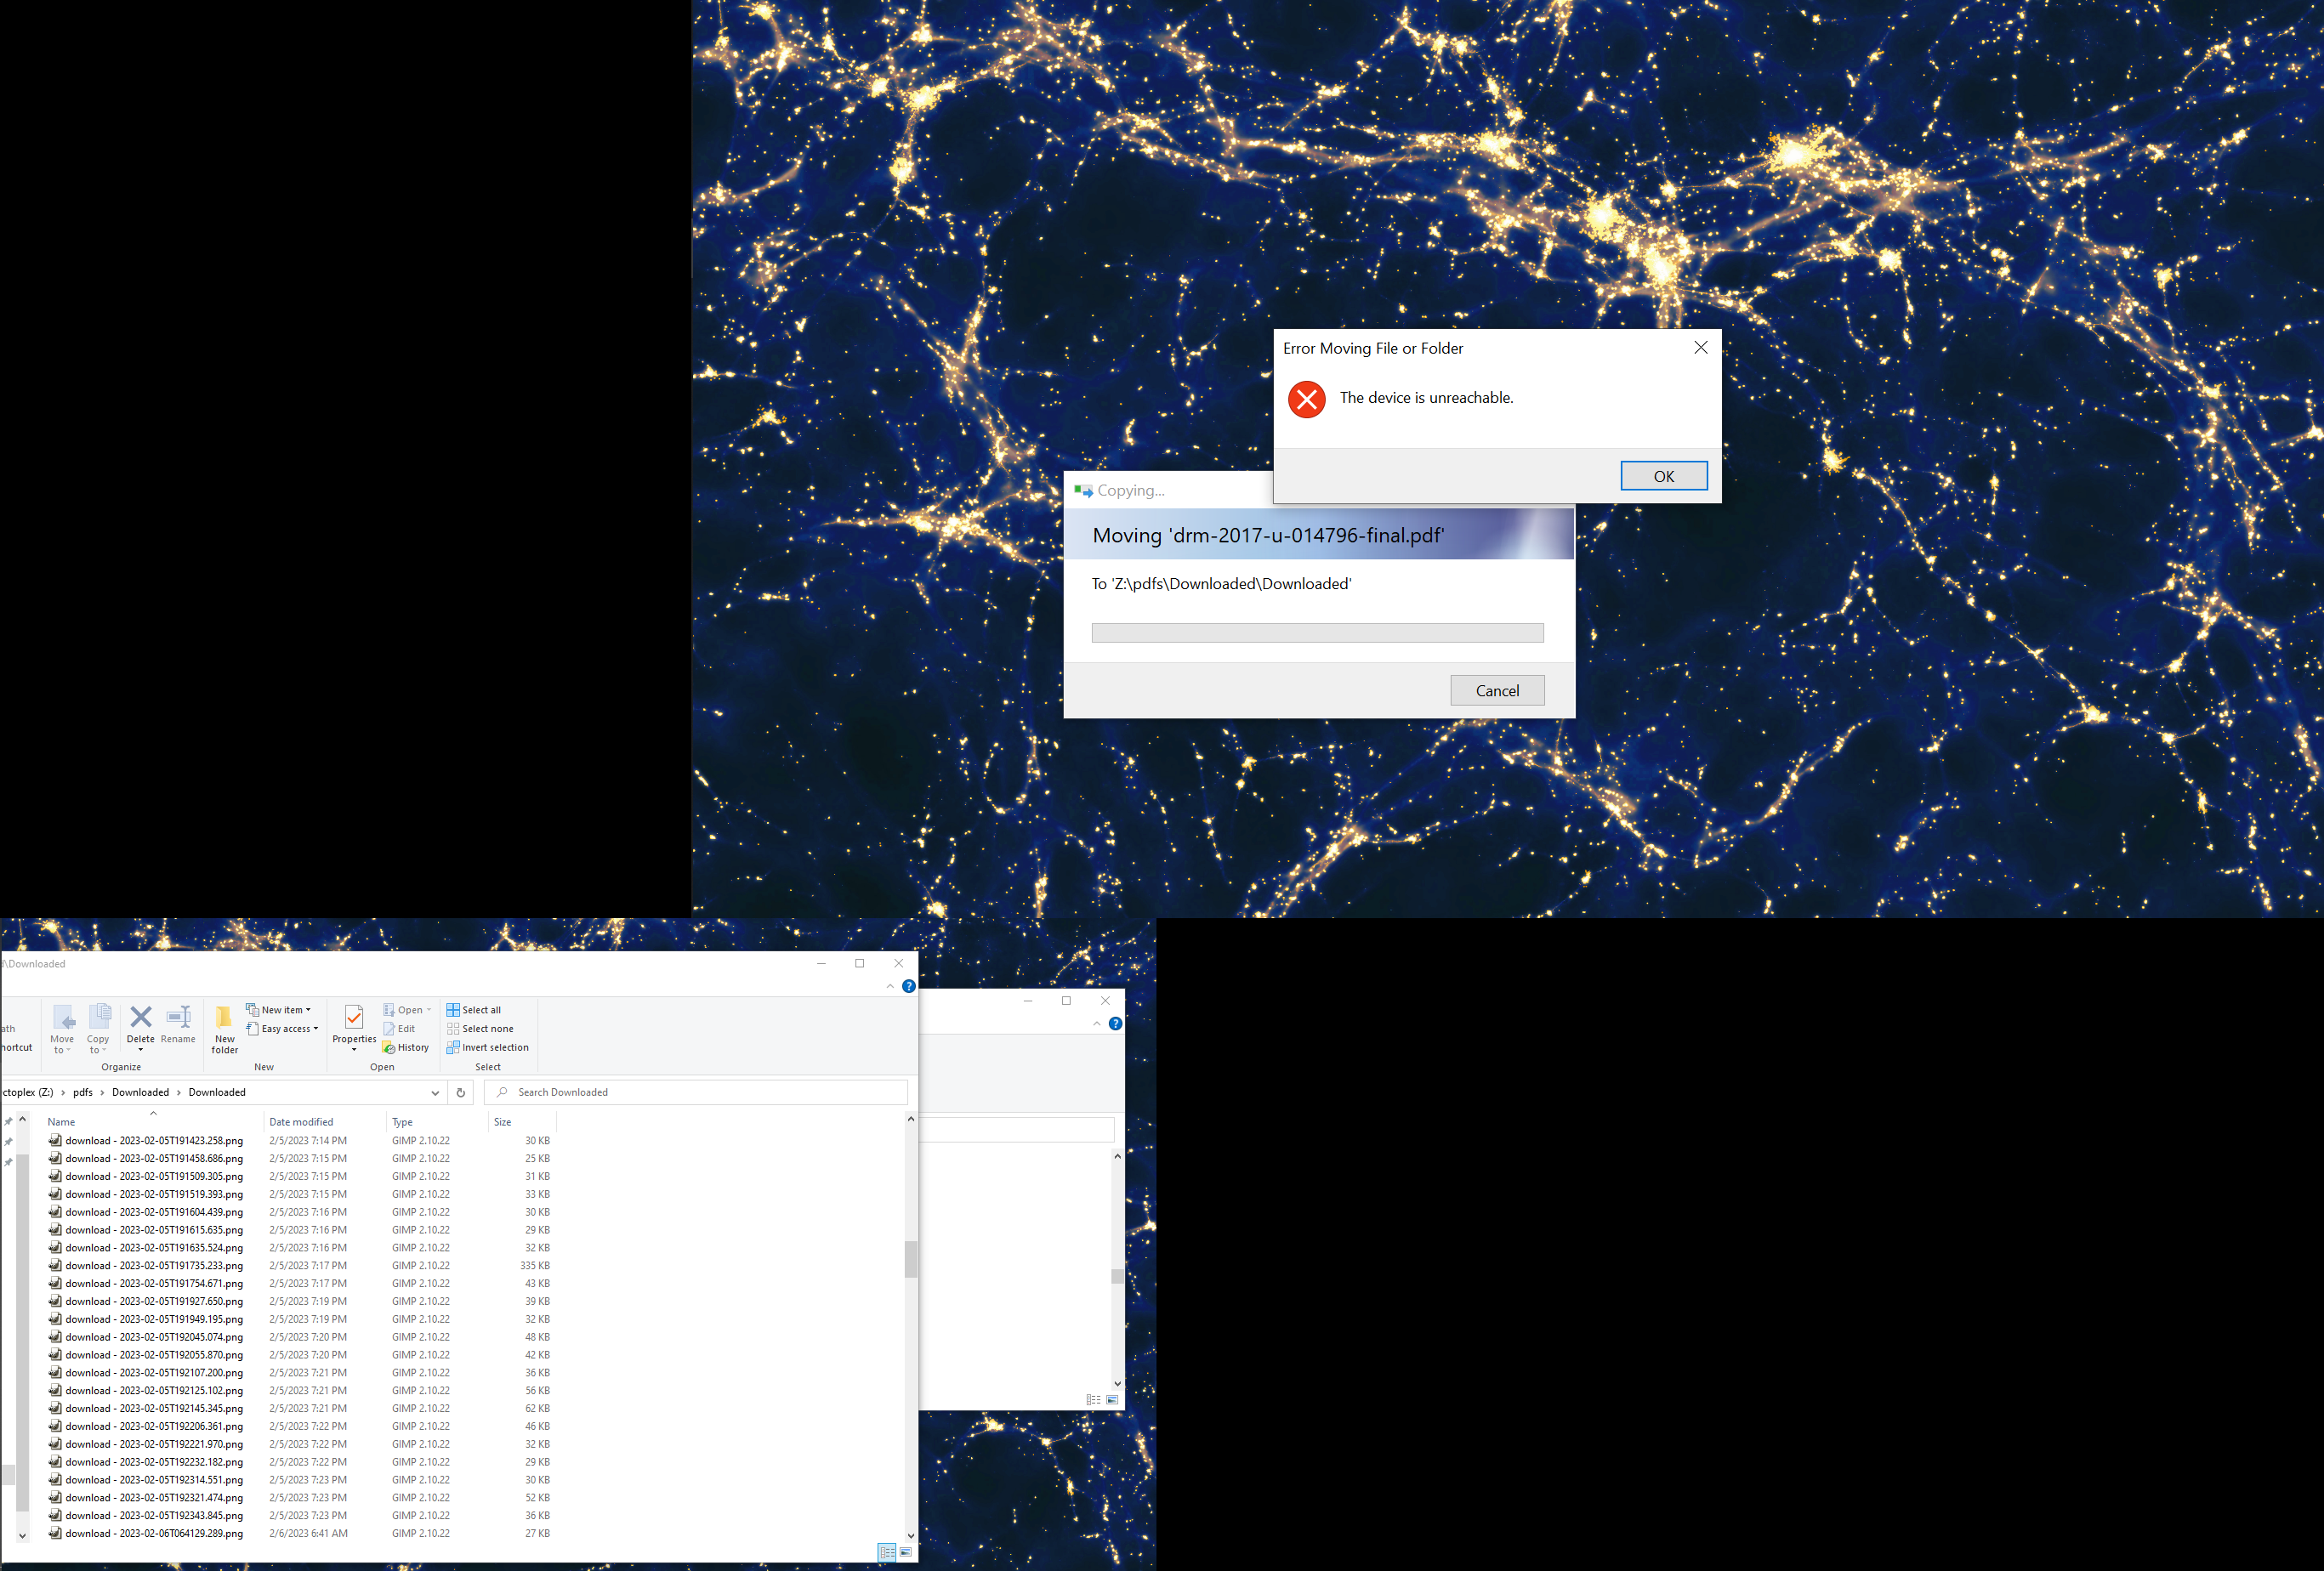 Error Moving File or Folder
The device is unreachable.
OK
Copying...
Moving 'drm-2017-u-014796-final.pdf'
To 'Z:\pdfs\Downloaded\Downloaded'
Cancel
d\Downloaded
ath
hortcut
Move to
Copy to
Delete
Rename
Organize
New folder
New item
Easy access
New
Properties
Open
Edit
History
Open
Select all
Select none
Invert selection
Select
ctoplex (Z:) > pdfs > Downloaded > Downloaded
Search Downloaded
Name Date modified Type Size
download - 2023-02-05T191423.258.png 2/5/2023 7:14 PM GIMP 2.10.22 30 KB
download - 2023-02-05T191458.686.png 2/5/2023 7:15 PM GIMP 2.10.22 25 KB
download - 2023-02-05T191509.305.png 2/5/2023 7:15 PM GIMP 2.10.22 31 KB
download - 2023-02-05T191519.393.png 2/5/2023 7:15 PM GIMP 2.10.22 33 KB
download - 2023-02-05T191604.439.png 2/5/2023 7:16 PM GIMP 2.10.22 30 KB
download - 2023-02-05T191615.635.png 2/5/2023 7:16 PM GIMP 2.10.22 29 KB
download - 2023-02-05T191635.524.png 2/5/2023 7:16 PM GIMP 2.10.22 32 KB
download - 2023-02-05T191735.233.png 2/5/2023 7:17 PM GIMP 2.10.22 335 KB
download - 2023-02-05T191754.671.png 2/5/2023 7:17 PM GIMP 2.10.22 43 KB
download - 2023-02-05T191927.650.png 2/5/2023 7:19 PM GIMP 2.10.22 39 KB
download - 2023-02-05T191949.195.png 2/5/2023 7:19 PM GIMP 2.10.22 32 KB
download - 2023-02-05T192045.074.png 2/5/2023 7:20 PM GIMP 2.10.22 48 KB
download - 2023-02-05T192055.870.png 2/5/2023 7:20 PM GIMP 2.10.22 42 KB
download - 2023-02-05T192107.200.png 2/5/2023 7:21 PM GIMP 2.10.22 36 KB
download - 2023-02-05T192125.102.png 2/5/2023 7:21 PM GIMP 2.10.22 56 KB
download - 2023-02-05T192145.345.png 2/5/2023 7:21 PM GIMP 2.10.22 62 KB
download - 2023-02-05T192206.361.png 2/5/2023 7:22 PM GIMP 2.10.22 46 KB
download - 2023-02-05T192221.970.png 2/5/2023 7:22 PM GIMP 2.10.22 32 KB
download - 2023-02-05T192232.182.png 2/5/2023 7:22 PM GIMP 2.10.22 29 KB
download - 2023-02-05T192314.551.png 2/5/2023 7:23 PM GIMP 2.10.22 30 KB
download - 2023-02-05T192321.474.png 2/5/2023 7:23 PM GIMP 2.10.22 52 KB
download - 2023-02-05T192343.845.png 2/5/2023 7:23 PM GIMP 2.10.22 36 KB
download - 2023-02-06T064129.289.png 2/6/2023 6:41 AM GIMP 2.10.22 27 KB